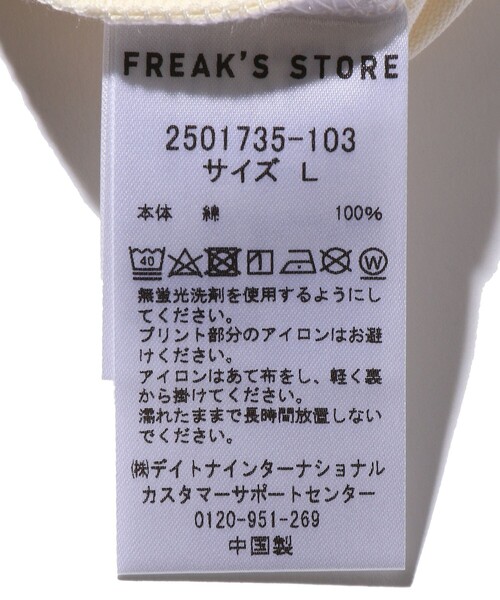 FREAK'S STORE
2501735-103
サイズ L
本体 綿 100%
40 W
無蛍光洗剤を使用するようにし
てください。
プリント部分のアイロンはお避
けください。
アイロンはあて布をし、軽く裏
から掛けてください。
濡れたままで長時間放置しない
でください。
㈱デイトナインターナショナル
カスタマーサポートセンター
0120-951-269
中国製